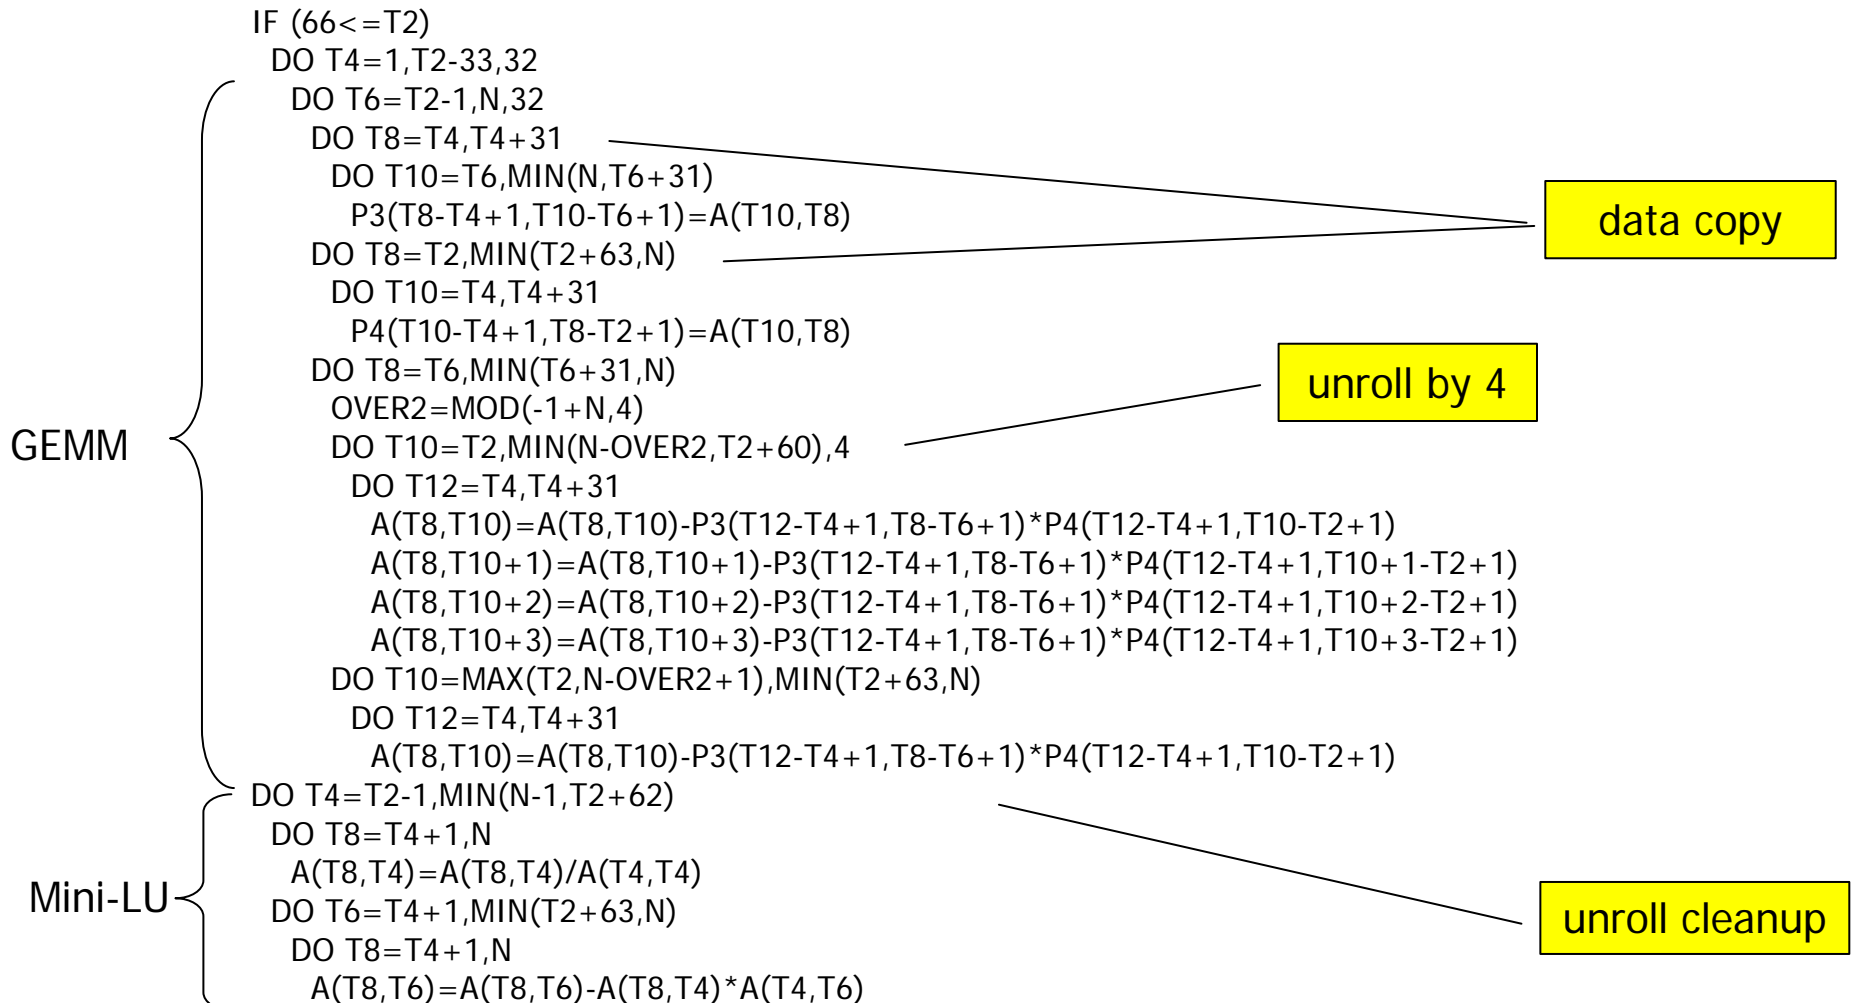 IF (66<=T2)
DO T4=1,T2-33,32
DO T6=T2-1,N,32
DO T8=T4,T4+31
DO T10=T6,MIN(N,T6+31)
P3(T8-T4+1,T10-T6+1)=A(T10,T8)
data copy
DO T8=T2,MIN(T2+63,N)
DO T10=T4,T4+31
P4(T10-T4+1,T8-T2+1)=A(T10,T8)
DO T8=T6,MIN(T6+31,N)
unroll by 4
OVER2=MOD(-1+N,4)
GEMM
DO T10=T2,MIN(N-OVER2,T2+60),4
DO T12=T4,T4+31
A(T8,T10)=A(T8,T10)-P3(T12-T4+1,T8-T6+1)*P4(T12-T4+1,T10-T2+1)
A(T8,T10+1)=A(T8,T10+1)-P3(T12-T4+1,T8-T6+1)*P4(T12-T4+1,T10+1-T2+1)
A(T8,T10+2)=A(T8,T10+2)-P3(T12-T4+1,T8-T6+1)*P4(T12-T4+1,T10+2-T2+1)
A(T8,T10+3)=A(T8,T10+3)-P3(T12-T4+1,T8-T6+1)*P4(T12-T4+1,T10+3-T2+1)
DO T10=MAX(T2,N-OVER2+1),MIN(T2+63,N)
DO T12=T4,T4+31
A(T8,T10)=A(T8,T10)-P3(T12-T4+1,T8-T6+1)*P4(T12-T4+1,T10-T2+1)
DO T4=T2-1,MIN(N-1,T2+62)
DO T8=T4+1,N
A(T8,T4)=A(T8,T4)/A(T4,T4)
Mini-LU
DO T6=T4+1,MIN(T2+63,N)
unroll cleanup
DO T8=T4+1,N
A(T8,T6)=A(T8,T6)-A(T8,T4)*A(T4,T6)